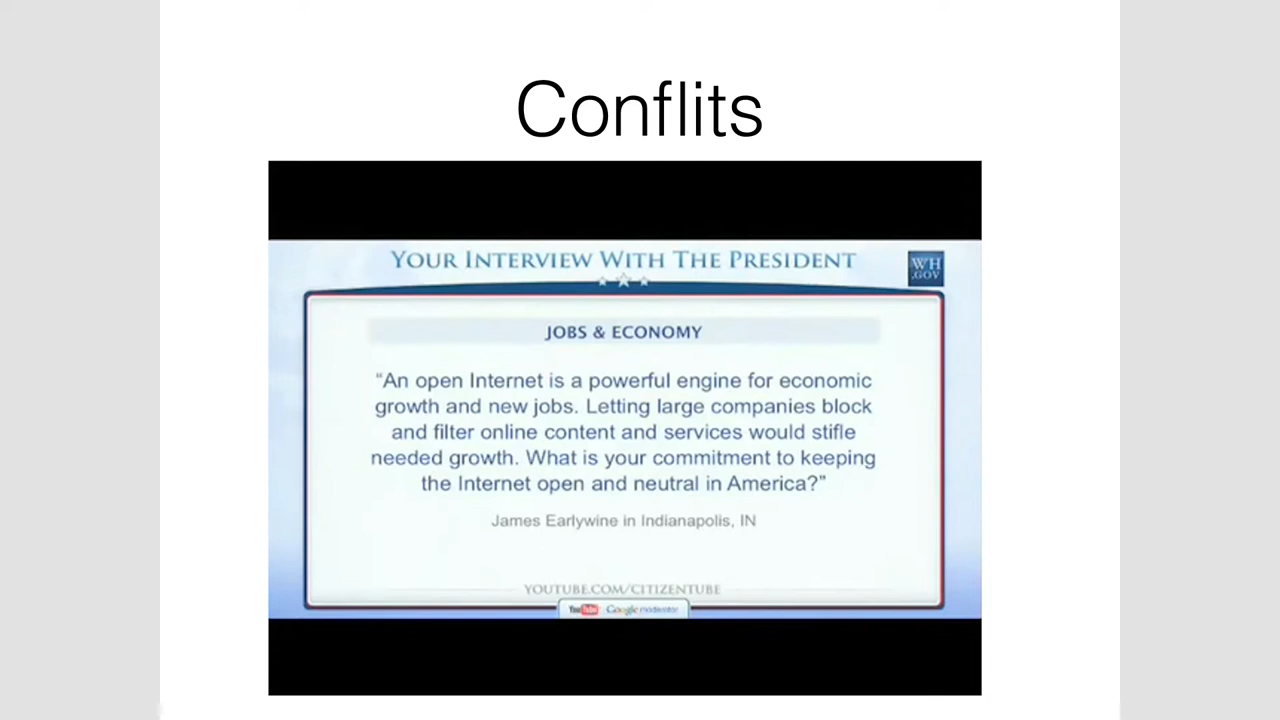 Conflits
YOUR INTERVIEW WITH THE PRESIDENT
WH
.GOV
JOBS & ECONOMY
“An open Internet is a powerful engine for economic
growth and new jobs. Letting large companies block
and filter online content and services would stifle
needed growth. What is your commitment to keeping
the Internet open and neutral in America?”
James Earlywine in Indianapolis, IN
YOUTUBE.COM/CITIZENTUBE
YouTube Google moderator